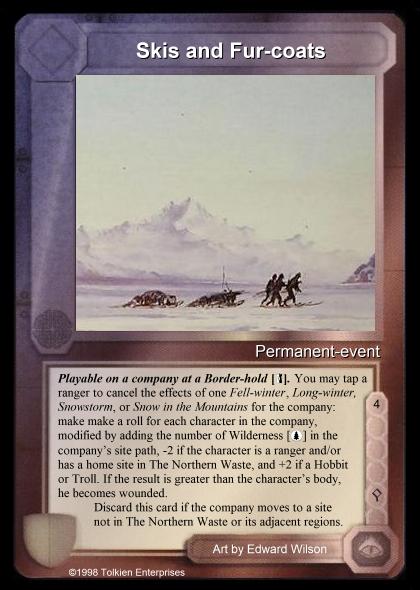 Skis and Fur-coats
Permanent-event
Playable on a company at a Border-hold [ ]. You may tap a
ranger to cancel the effects of one Fell-winter, Long-winter,
Snowstorm, or Snow in the Mountains for the company:
make make a roll for each character in the company,
modified by adding the number of Wilderness [ ] in the
company's site path, -2 if the character is a ranger and/or
has a home site in The Northern Waste, and +2 if a Hobbit
or Troll. If the result is greater than the character's body,
he becomes wounded.
Discard this card if the company moves to a site
not in The Northern Waste or its adjacent regions.
4
Art by Edward Wilson
©1998 Tolkien Enterprises